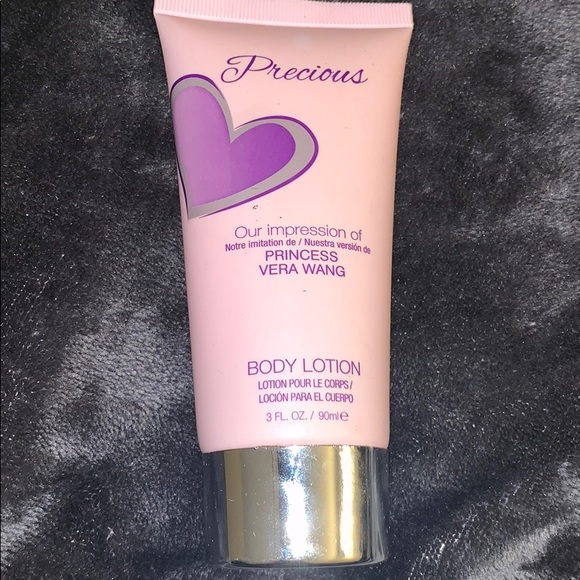 Precious
Our impression of
Notre imitation de / Nuestra versión de
PRINCESS
VERA WANG
BODY LOTION
LOTION POUR LE CORPS/
LOCIÓN PARA EL CUERPO
3 FL. OZ. / 90ml℮